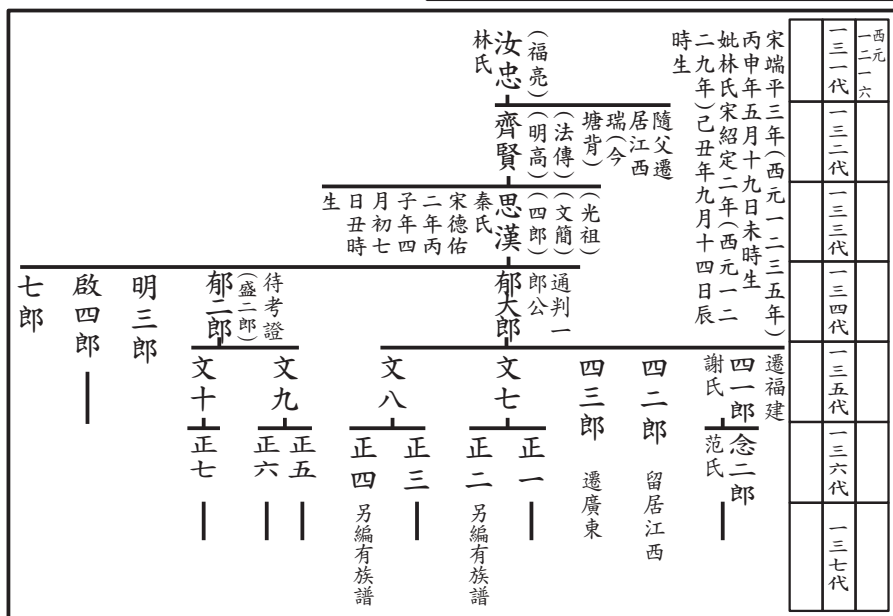 西元
一二一六
一三一代
一三二代
一三三代
一三四代
一三五代
一三六代
一三七代
宋端平三年(西元一二三五年)
丙申年五月十九日未時生
妣林氏宋紹定二年(西元一二
二九年)己丑年九月十四日辰
時生
(福亮)
汝忠
林氏
隨父遷
居江西
瑞(今
塘背)
(法傳)
(明高)
齊賢
(光祖)
(文簡)
(四郎)
思漢
秦氏
宋德佑
二年丙
子年四
月初七
日丑時
生
通判一
郎公
郁大郎
待考證
(盛二郎)
郁二郎
明三郎
啟四郎
七郎
遷福建
四一郎
謝氏
四二郎
留居江西
四三郎
遷廣東
文七
文八
文九
文十
念二郎
范氏
正一
正二
另編有族譜
正三
正四
另編有族譜
正五
正六
正七